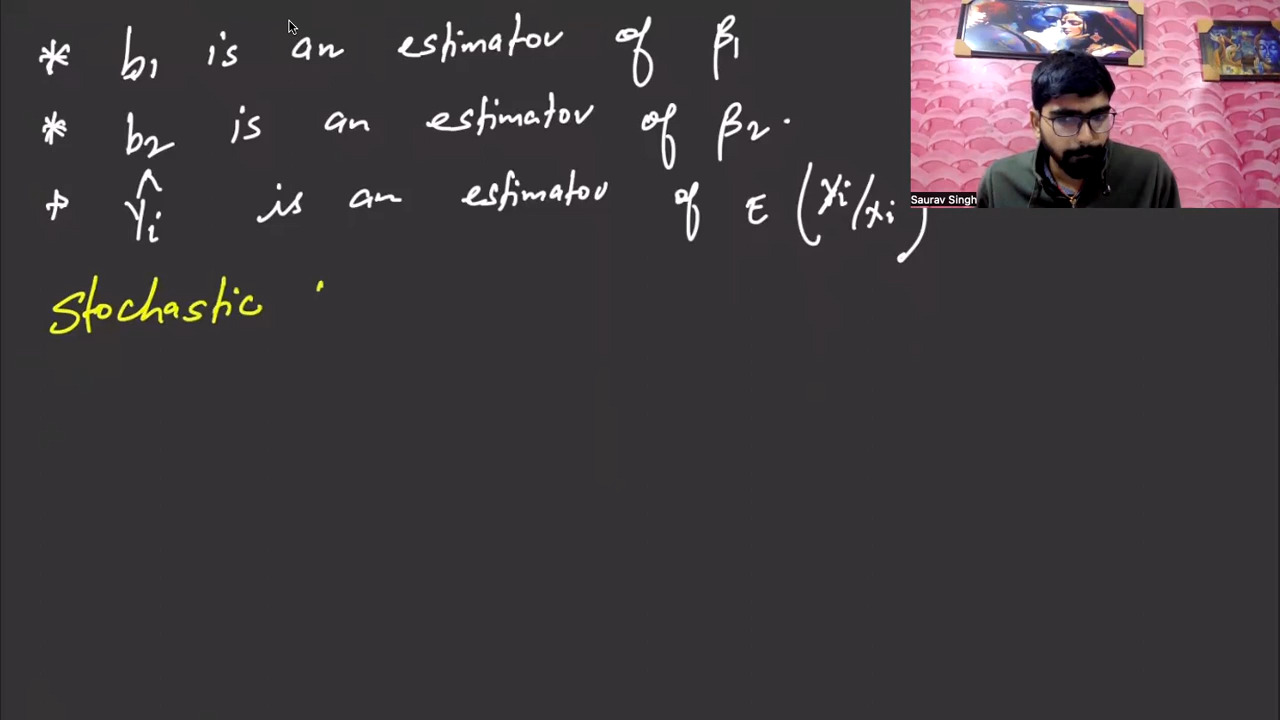 * b1 is an estimator of β1
* b2 is an estimator of β2.
* Ŷi is an estimator of E (Yi/Xi)
Saurav Singh
Stochastic